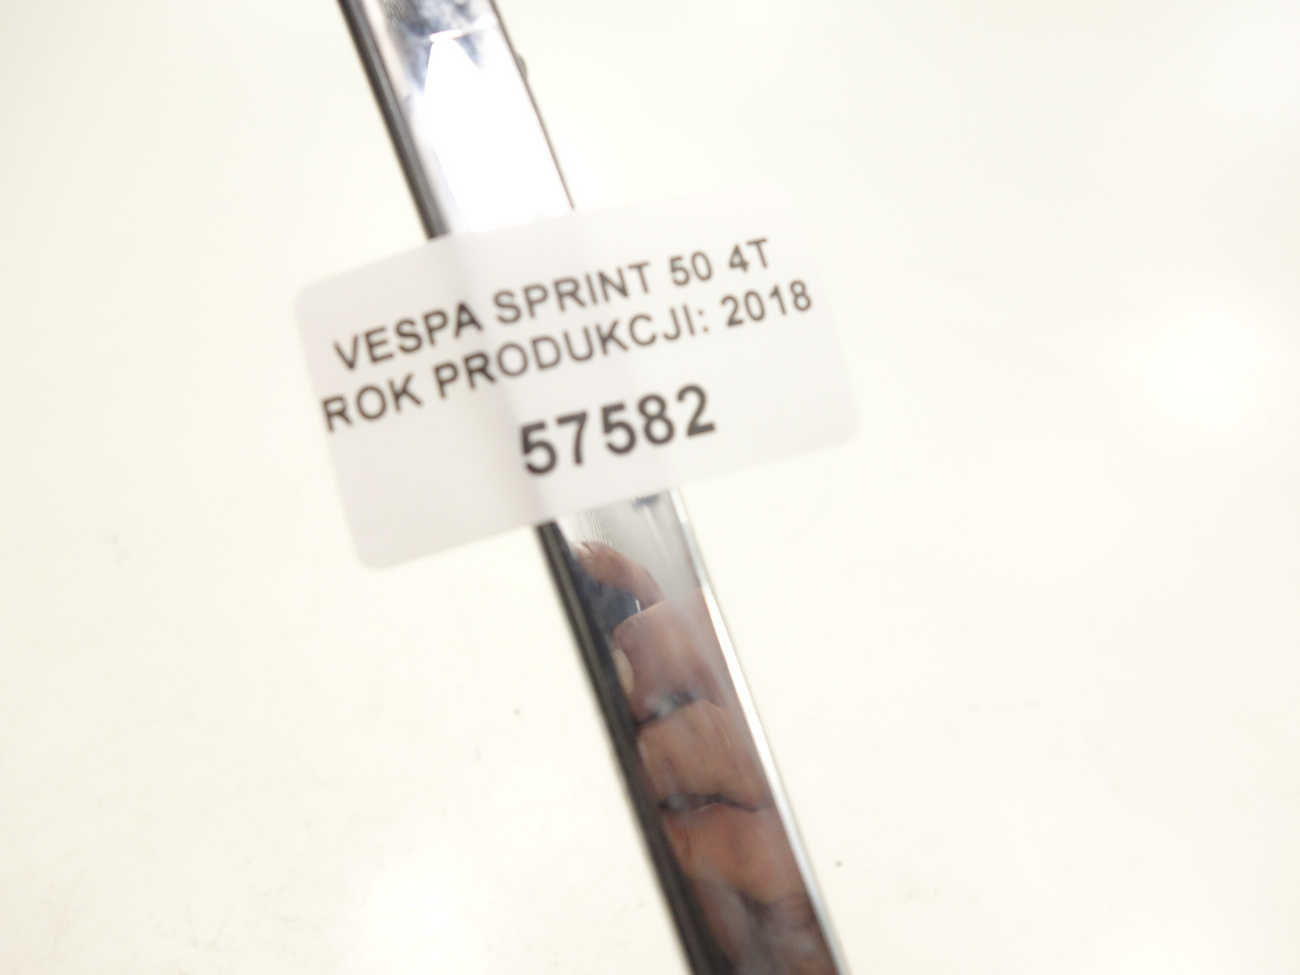 VESPA SPRINT 50 4T
ROK PRODUKCJI: 2018
57582